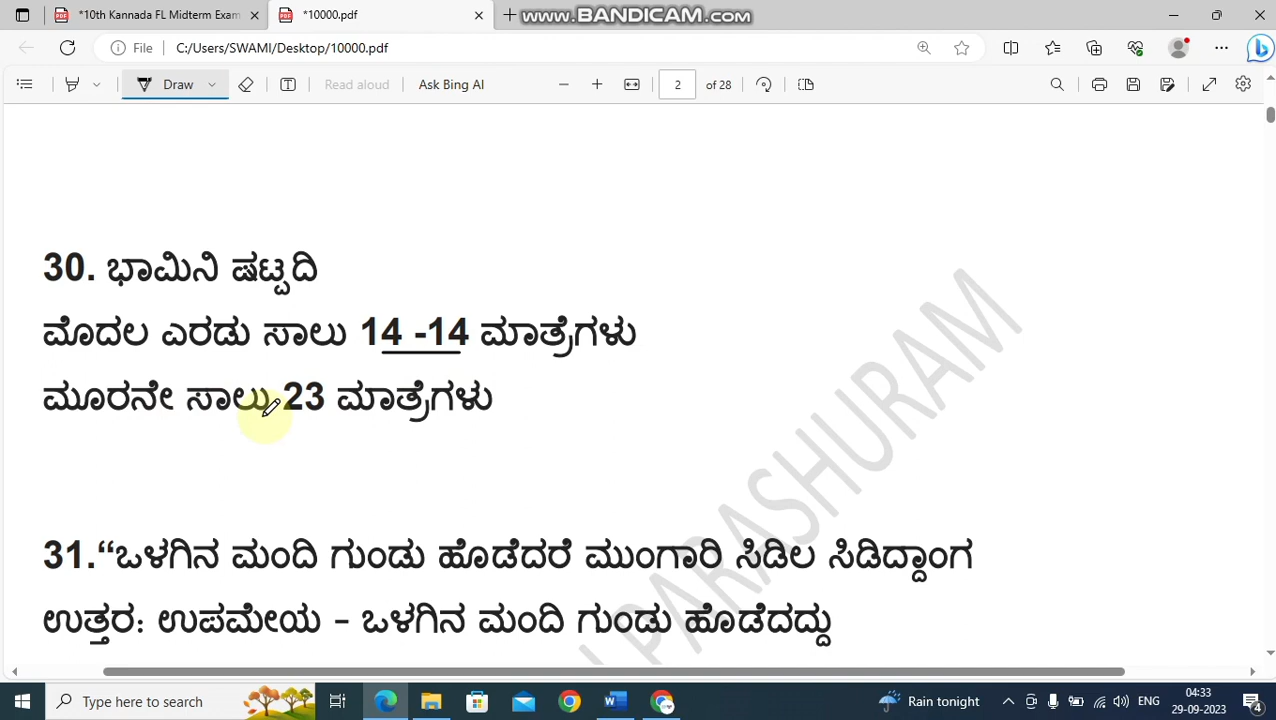 *10th Kannada FL Midterm Exam
*10000.pdf
www.BANDICAM.com
File C:/Users/SWAMI/Desktop/10000.pdf
Draw Read aloud Ask Bing AI 2 of 28
30. ಭಾಮಿನಿ ಷಟ್ಪದಿ
ಮೊದಲ ಎರಡು ಸಾಲು 14 -14 ಮಾತ್ರೆಗಳು
ಮೂರನೇ ಸಾಲು 23 ಮಾತ್ರೆಗಳು
31.“ಒಳಗಿನ ಮಂದಿ ಗುಂಡು ಹೊಡೆದರೆ ಮುಂಗಾರಿ ಸಿಡಿಲ ಸಿಡಿದ್ದಾಂಗ
ಉತ್ತರ: ಉಪಮೇಯ – ಒಳಗಿನ ಮಂದಿ ಗುಂಡು ಹೊಡೆದದ್ದು
PARASHURAM
Type here to search Rain tonight ENG 04:33
29-09-2023 4